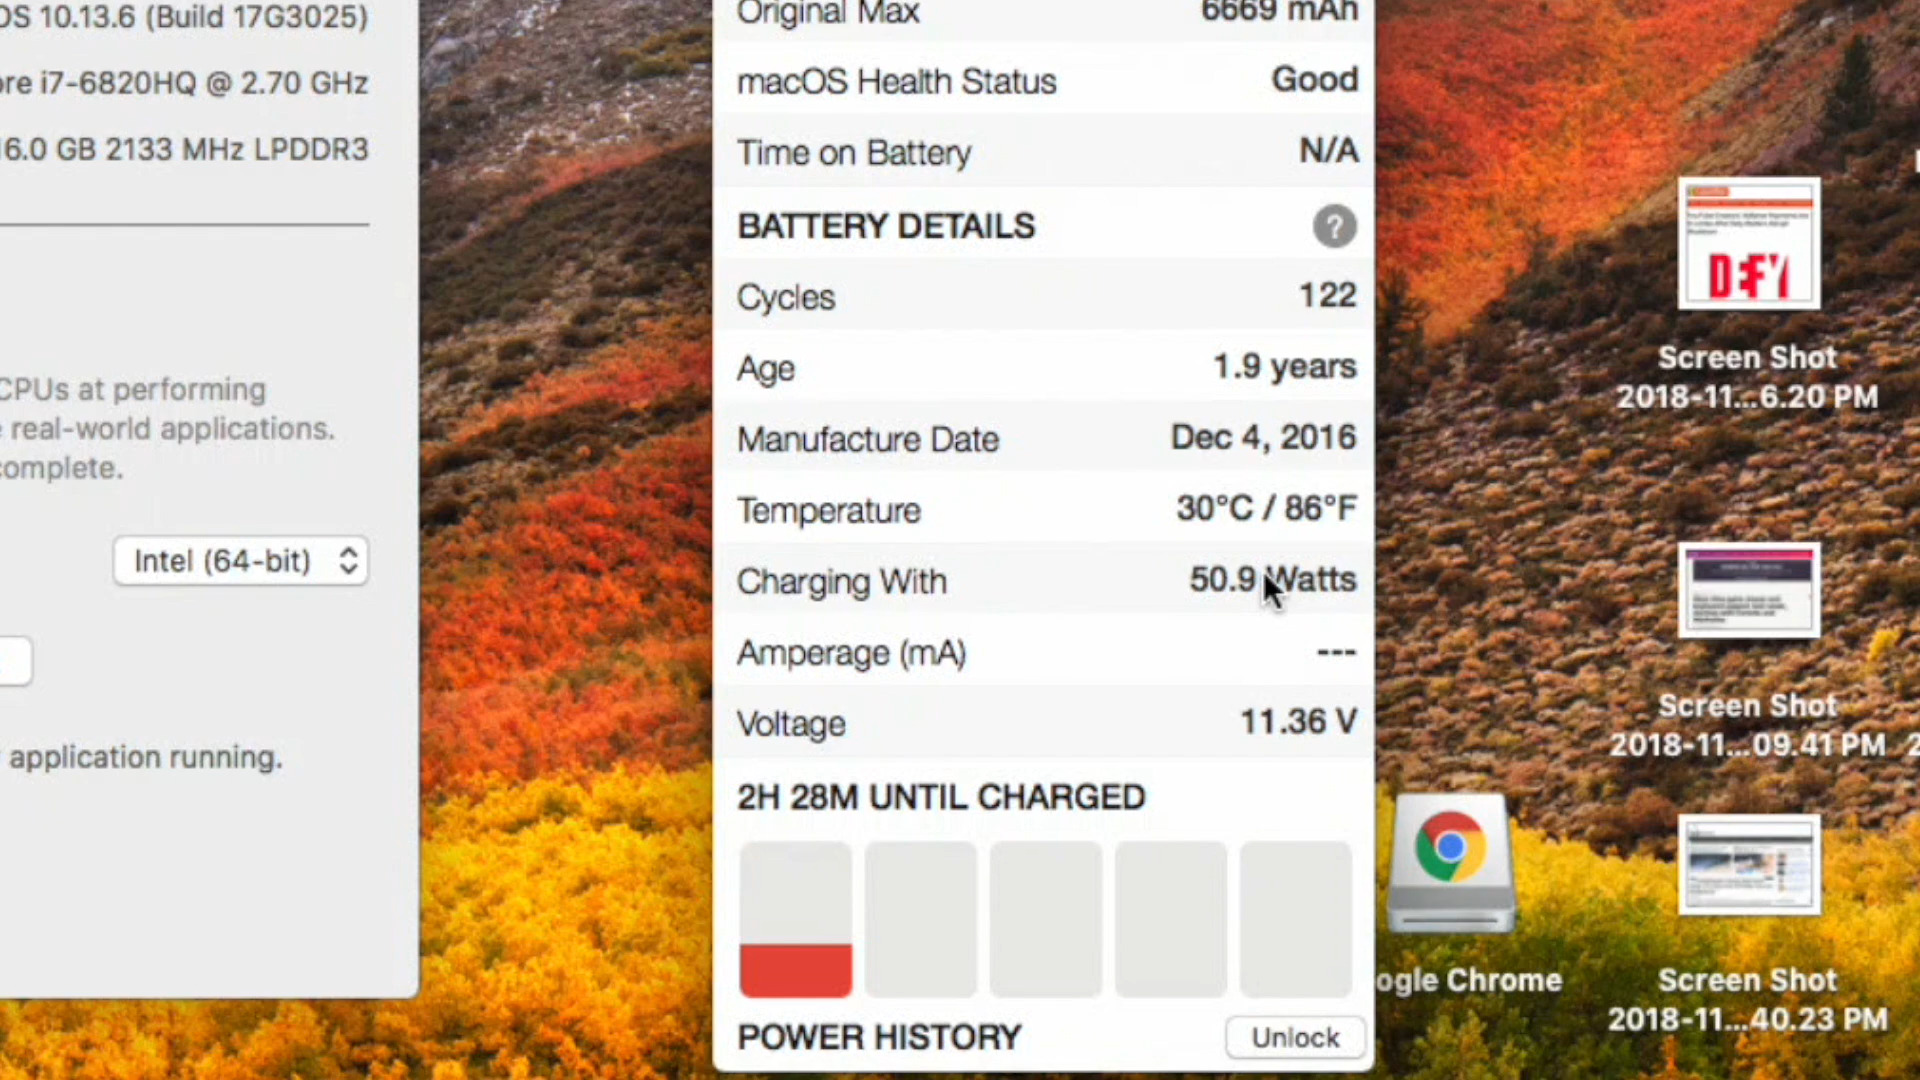 OS 10.13.6 (Build 17G3025)
ore i7-6820HQ @ 2.70 GHz
16.0 GB 2133 MHz LPDDR3
CPUs at performing
real-world applications.
complete.
Intel (64-bit)
application running.
Original Max 6669 mAh
macOS Health Status Good
Time on Battery N/A
BATTERY DETAILS ?
Cycles 122
Age 1.9 years
Manufacture Date Dec 4, 2016
Temperature 30°C / 86°F
Charging With 50.9 Watts
Amperage (mA) ---
Voltage 11.36 V
2H 28M UNTIL CHARGED
POWER HISTORY Unlock
Screen Shot
2018-11...6.20 PM
Screen Shot
2018-11...09.41 PM
ogle Chrome
Screen Shot
2018-11...40.23 PM